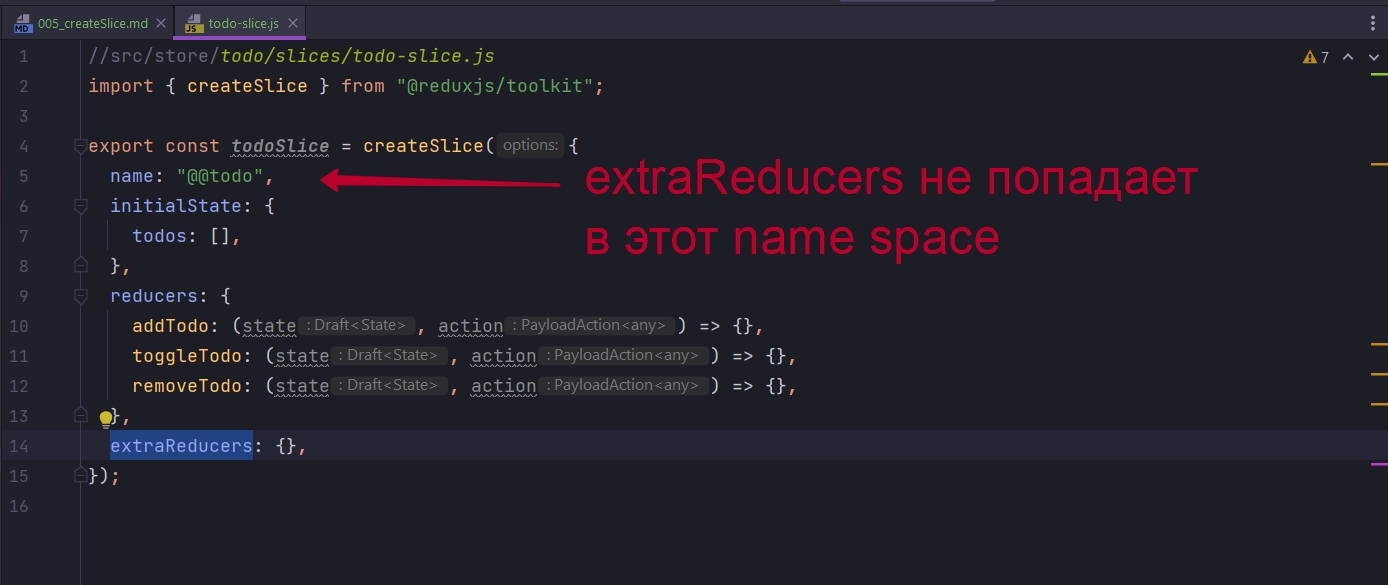 005_createSlice.md
todo-slice.js
7
1 //src/store/todo/slices/todo-slice.js
2 import { createSlice } from "@reduxjs/toolkit";
3
4 export const todoSlice = createSlice( options: {
5 name: "@@todo",
extraReducers не попадает
в этот name space
6 initialState: {
7 todos: [],
8 },
9 reducers: {
10 addTodo: (state : Draft<State> , action : PayloadAction<any> ) => {},
11 toggleTodo: (state : Draft<State> , action : PayloadAction<any> ) => {},
12 removeTodo: (state : Draft<State> , action : PayloadAction<any> ) => {},
13 },
14 extraReducers: {},
15 });
16